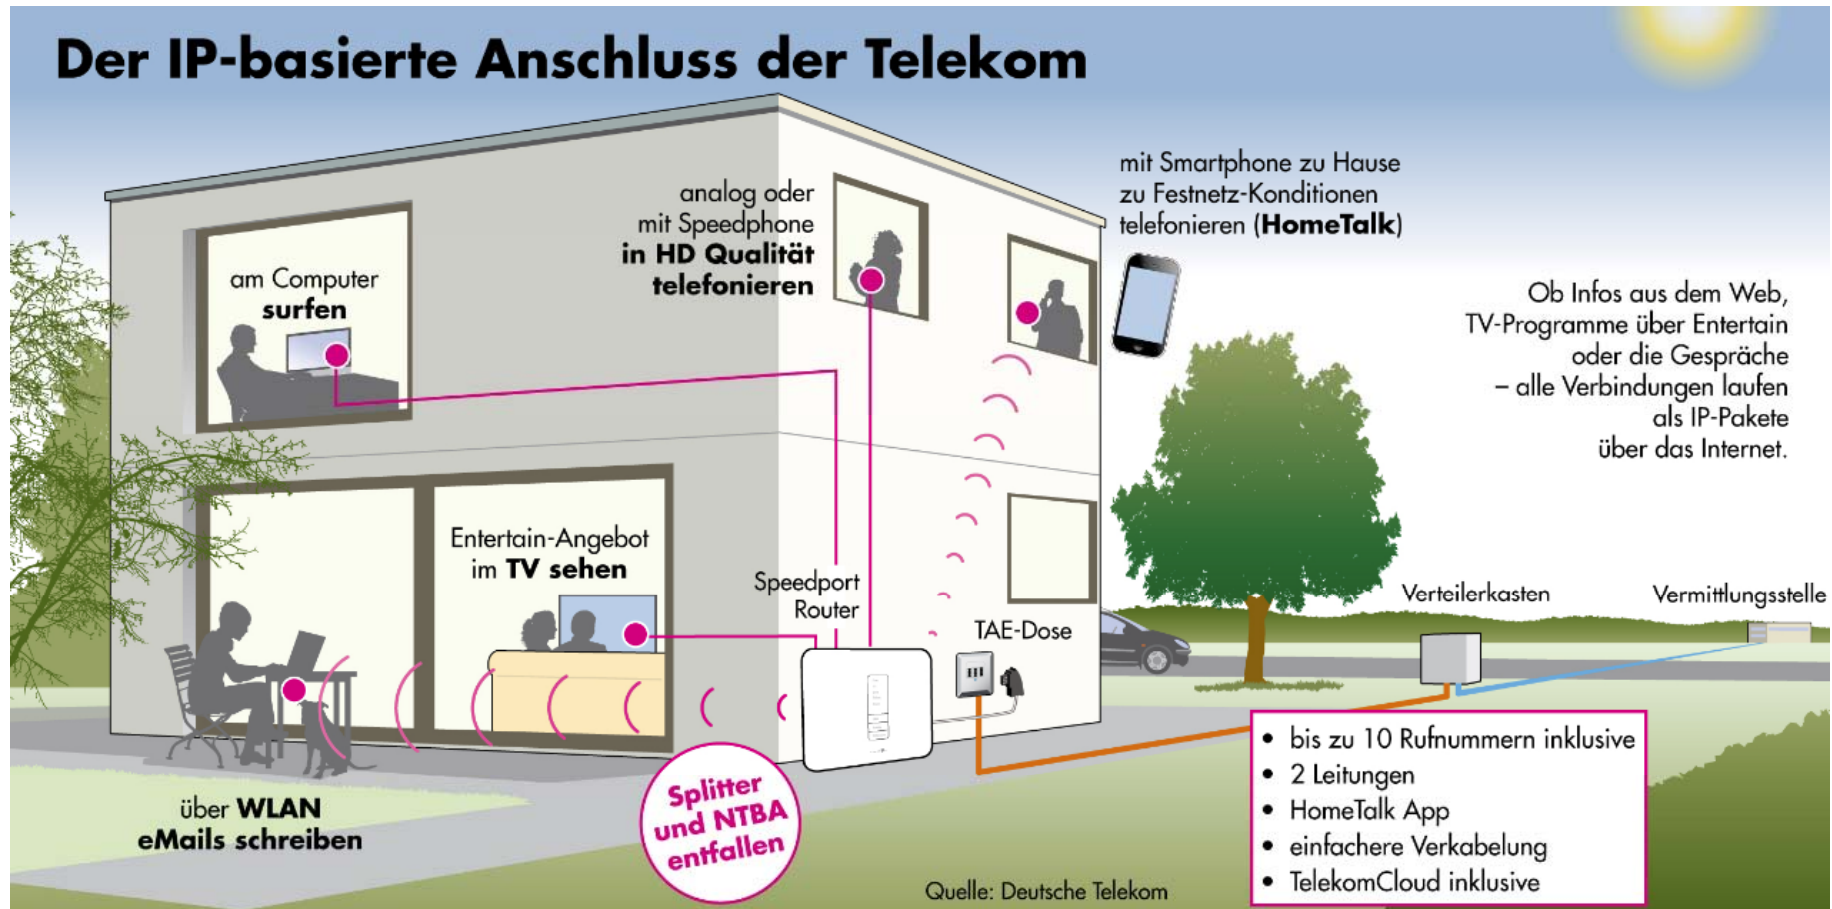 Der IP-basierte Anschluss der Telekom
mit Smartphone zu Hause
zu Festnetz-Konditionen
telefonieren (HomeTalk)
analog oder
mit Speedphone
in HD Qualität
telefonieren
am Computer
surfen
Ob Infos aus dem Web,
TV-Programme über Entertain
oder die Gespräche
– alle Verbindungen laufen
als IP-Pakete
über das Internet.
Entertain-Angebot
im TV sehen
Speedport
Router
TAE-Dose
Verteilerkasten
Vermittlungsstelle
über WLAN
eMails schreiben
Splitter
und NTBA
entfallen
• bis zu 10 Rufnummern inklusive
• 2 Leitungen
• HomeTalk App
• einfachere Verkabelung
• TelekomCloud inklusive
Quelle: Deutsche Telekom